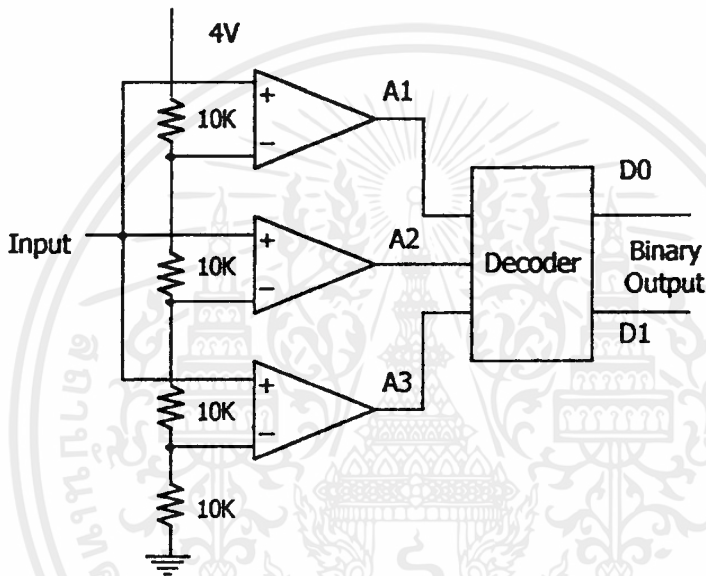 4V
10K
+
−
A1
Input
10K
+
−
A2
Decoder
D0
Binary
Output
D1
10K
+
−
A3
10K